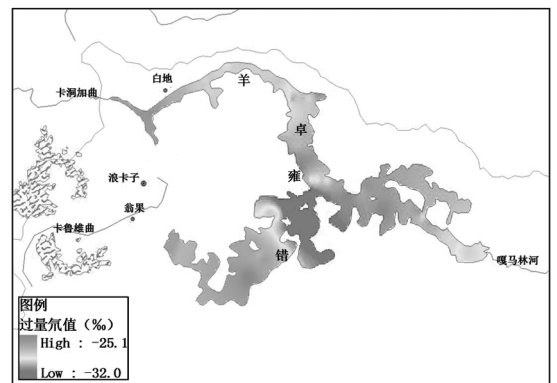 白地
羊
卡洞加曲
卓
浪卡子
雍
翁果
卡鲁雄曲
错
嘎马林河
图例
过量氘值（‰）
High : -25.1
Low : -32.0